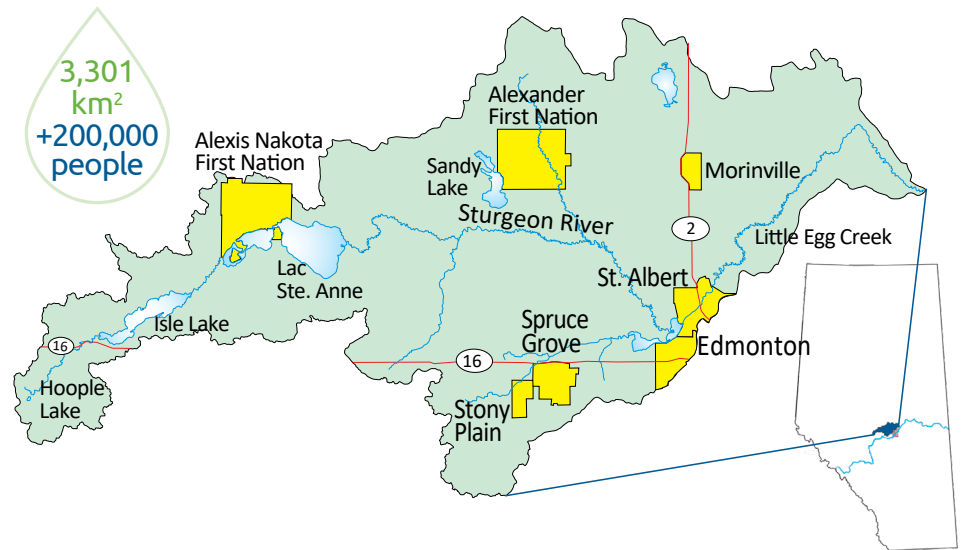 3,301
km²
+200,000
people
Alexis Nakota
First Nation
Alexander
First Nation
Sandy
Lake
Morinville
Sturgeon River
2
Little Egg Creek
Lac
Ste. Anne
St. Albert
Isle Lake
Spruce
Grove
Edmonton
16
16
Hoople
Lake
Stony
Plain